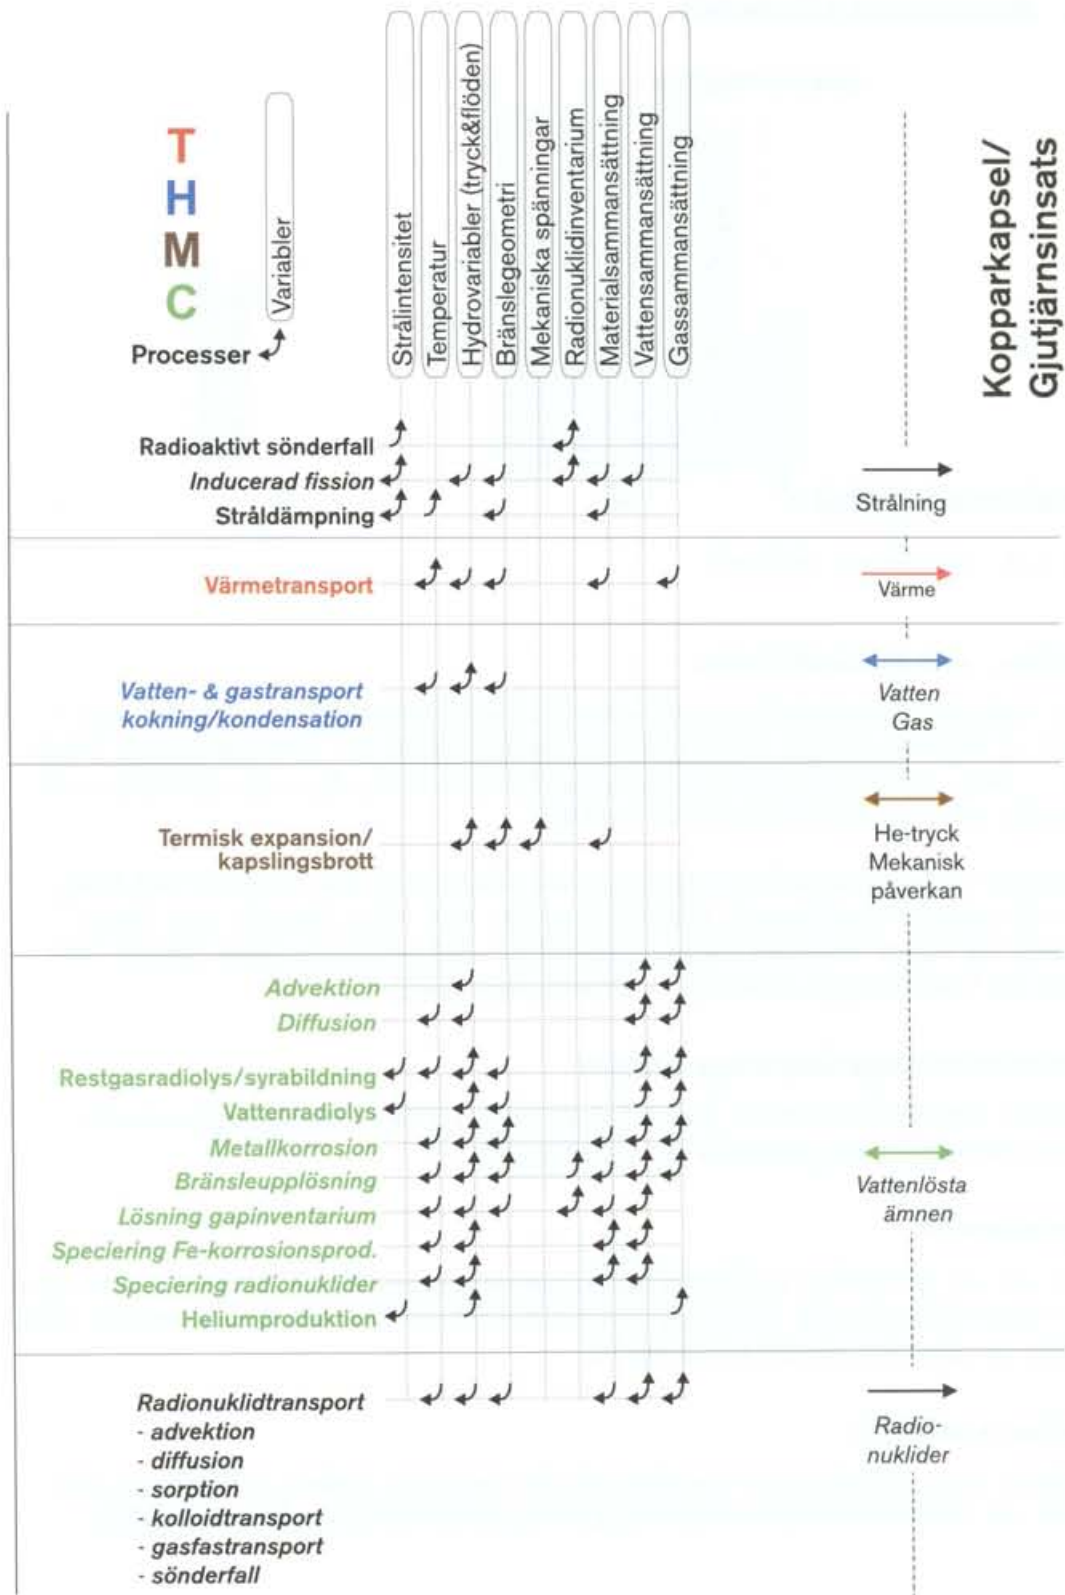 T
H
M
C
Processer
Variabler
Strålintensitet
Temperatur
Hydrovariabler (tryck&flöden)
Bränslegeometri
Mekaniska spänningar
Radionuklidinventarium
Materialsammansättning
Vattensammansättning
Gassammansättning
Kopparkapsel/
Gjutjärnsinsats
Radioaktivt sönderfall
Inducerad fission
Stråldämpning
Strålning
Värmetransport
Värme
Vatten- & gastransport
kokning/kondensation
Vatten
Gas
Termisk expansion/
kapslingsbrott
He-tryck
Mekanisk
påverkan
Advektion
Diffusion
Restgasradiolys/syrabildning
Vattenradiolys
Metallkorrosion
Bränsleupplösning
Lösning gapinventarium
Speciering Fe-korrosionsprod.
Speciering radionuklider
Heliumproduktion
Vattenlösta
ämnen
Radionuklidtransport
- advektion
- diffusion
- sorption
- kolloidtransport
- gasfastransport
- sönderfall
Radio-
nuklider